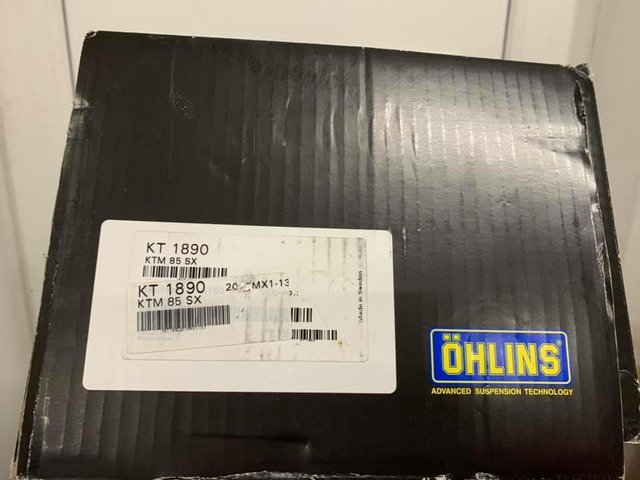 KT 1890
KTM 85 SX
KT 1890
KTM 85 SX
MX1-13
Made in Sweden
ÖHLINS
ADVANCED SUSPENSION TECHNOLOGY